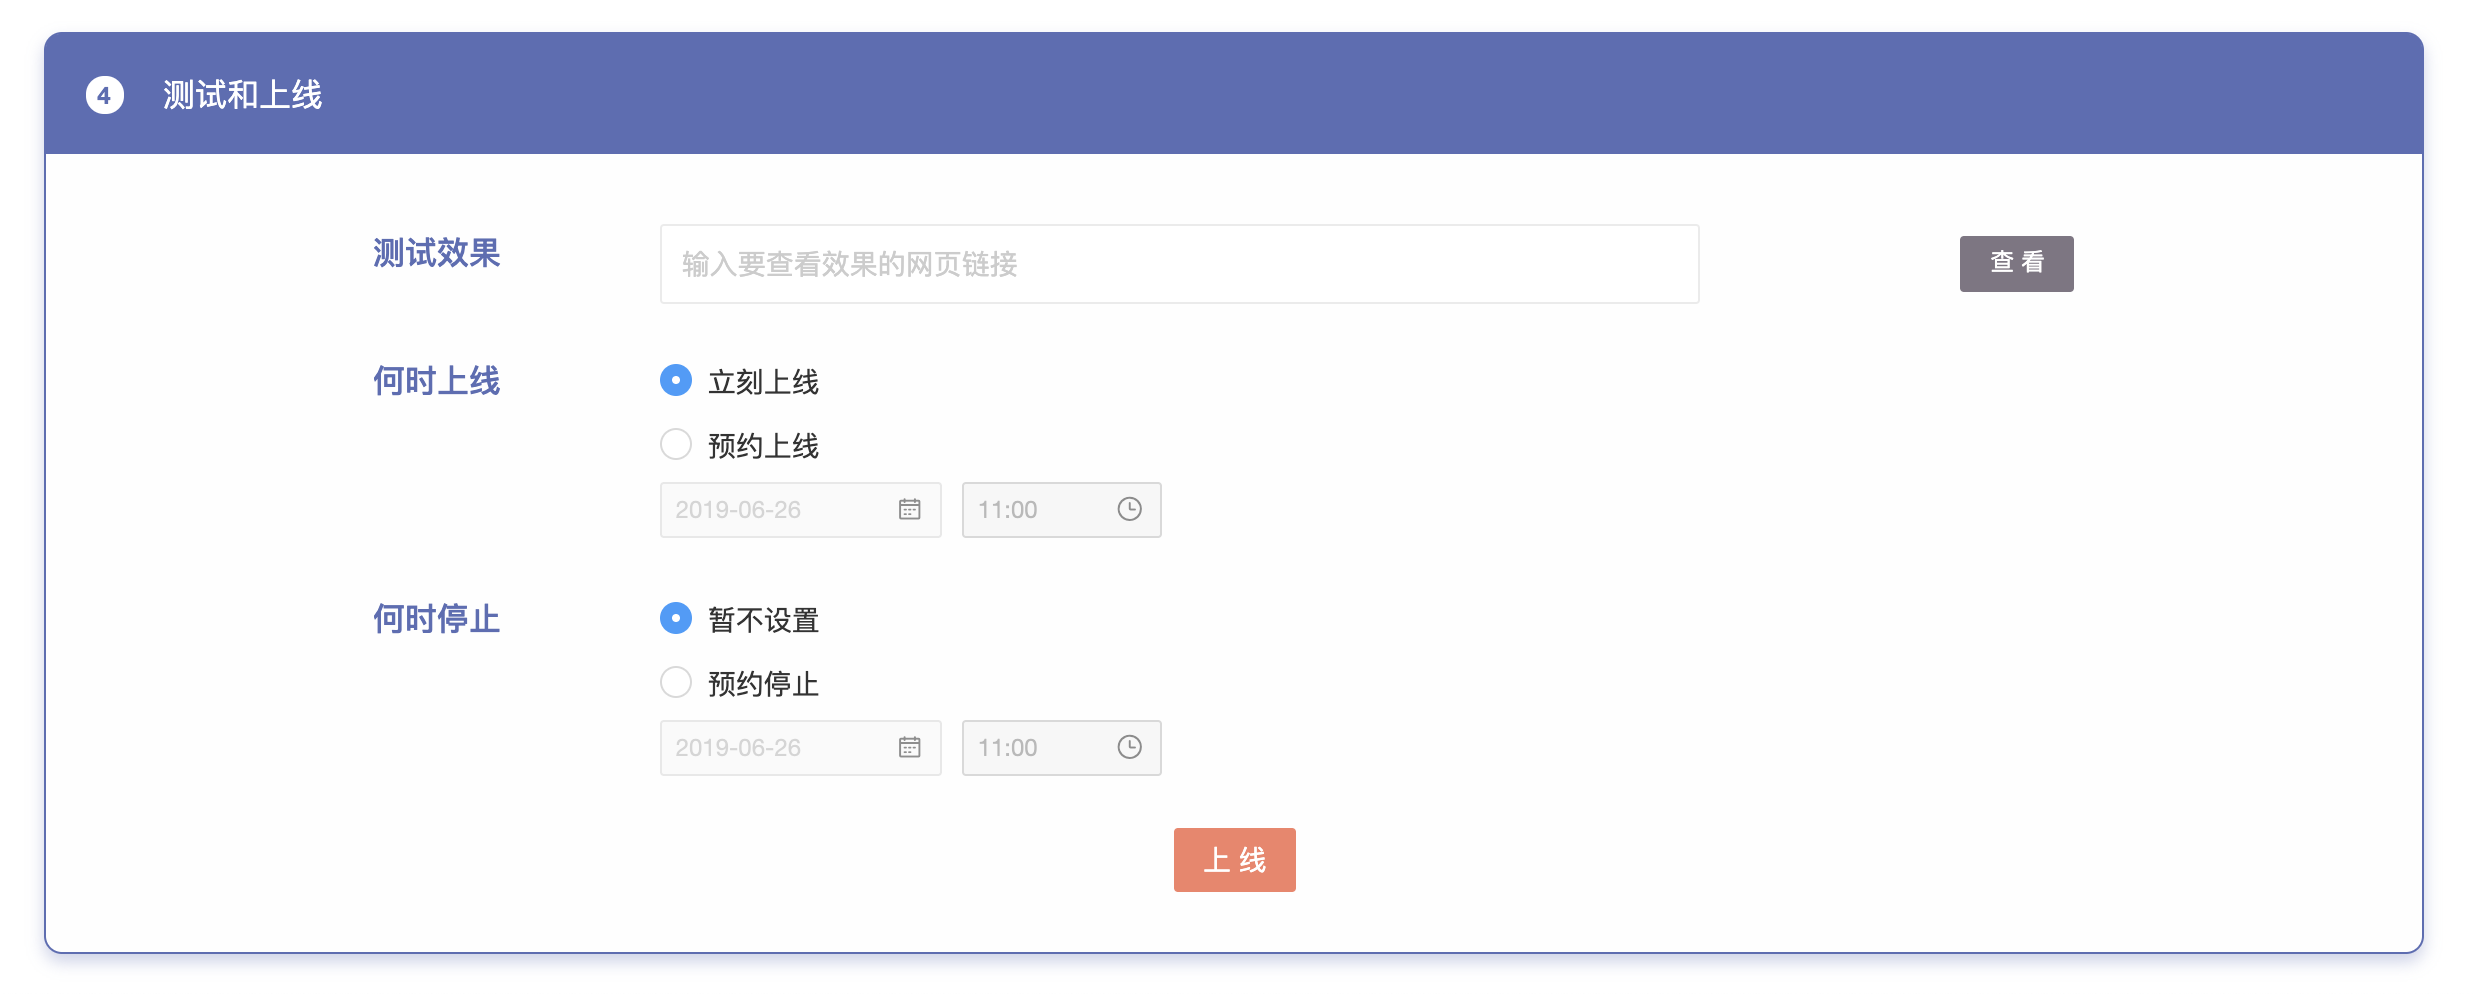 4 测试和上线
测试效果 输入要查看效果的网页链接 查看
何时上线 立刻上线
预约上线
2019-06-26 11:00
何时停止 暂不设置
预约停止
2019-06-26 11:00
上线